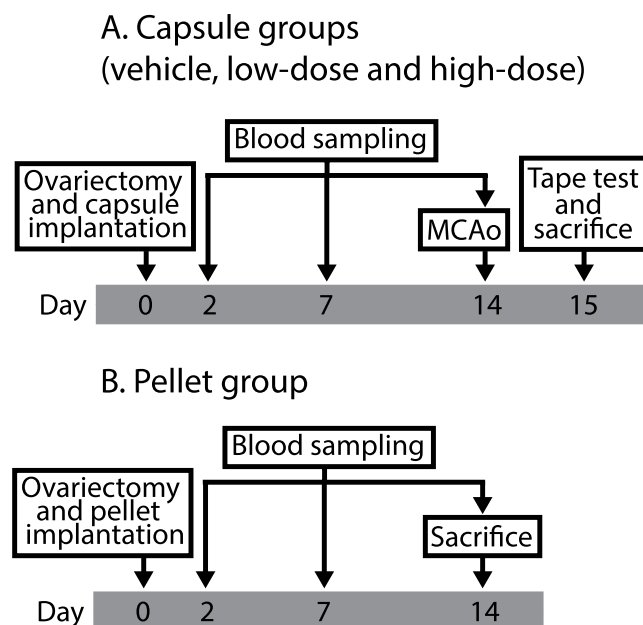 A. Capsule groups
(vehicle, low-dose and high-dose)
Blood sampling
Ovariectomy
and capsule
implantation
MCAo
Tape test
and
sacrifice
Day 0 2 7 14 15
B. Pellet group
Blood sampling
Ovariectomy
and pellet
implantation
Sacrifice
Day 0 2 7 14